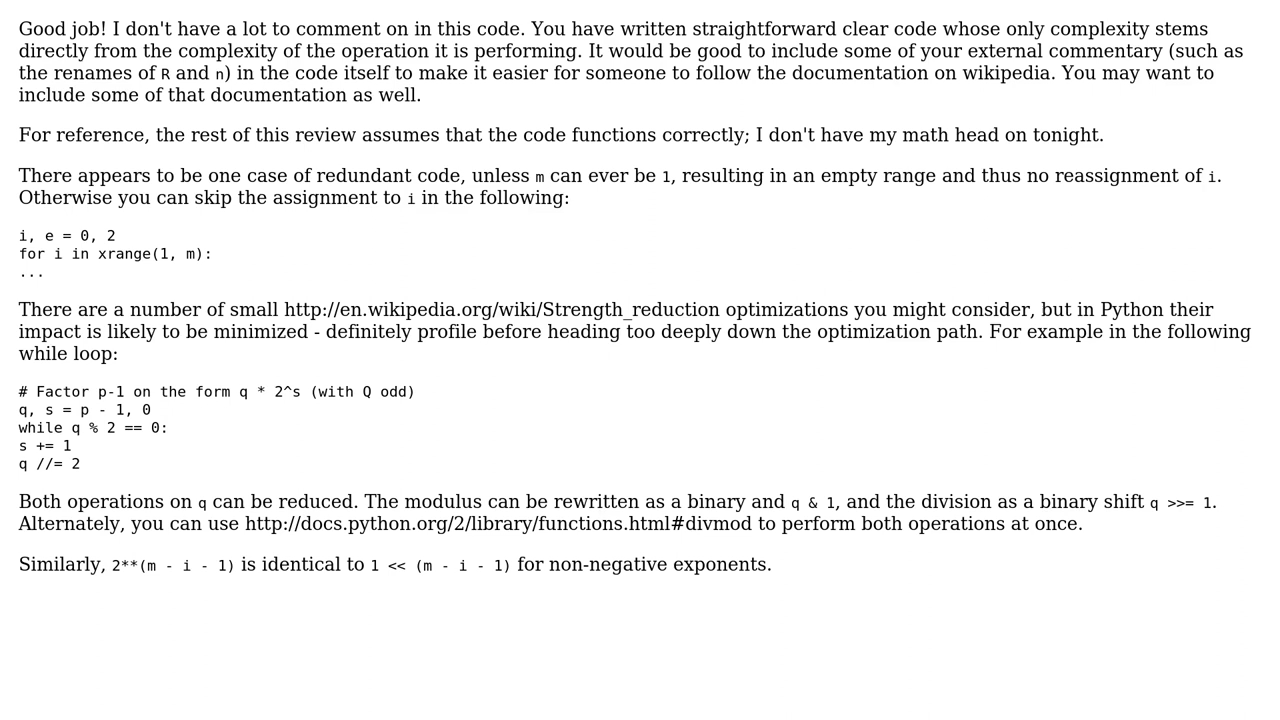 Good job! I don't have a lot to comment on in this code. You have written straightforward clear code whose only complexity stems
directly from the complexity of the operation it is performing. It would be good to include some of your external commentary (such as
the renames of R and n) in the code itself to make it easier for someone to follow the documentation on wikipedia. You may want to
include some of that documentation as well.
For reference, the rest of this review assumes that the code functions correctly; I don't have my math head on tonight.
There appears to be one case of redundant code, unless m can ever be 1, resulting in an empty range and thus no reassignment of i.
Otherwise you can skip the assignment to i in the following:
i, e = 0, 2
for i in xrange(1, m):
...
There are a number of small http://en.wikipedia.org/wiki/Strength_reduction optimizations you might consider, but in Python their
impact is likely to be minimized - definitely profile before heading too deeply down the optimization path. For example in the following
while loop:
# Factor p-1 on the form q * 2^s (with Q odd)
q, s = p - 1, 0
while q % 2 == 0:
s += 1
q //= 2
Both operations on q can be reduced. The modulus can be rewritten as a binary and q & 1, and the division as a binary shift q >>= 1.
Alternately, you can use http://docs.python.org/2/library/functions.html#divmod to perform both operations at once.
Similarly, 2**(m - i - 1) is identical to 1 << (m - i - 1) for non-negative exponents.